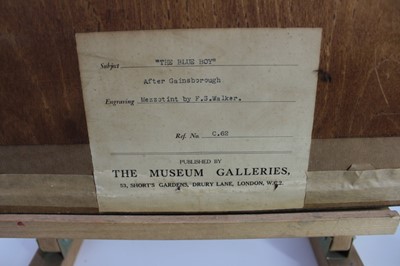 Subject "THE BLUE BOY"
After Gainsborough
Engraving Mezzotint by F.G.Walker.
Ref. No. C.62
PUBLISHED BY
THE MUSEUM GALLERIES,
53, SHORT'S GARDENS, DRURY LANE, LONDON, W.C.2.